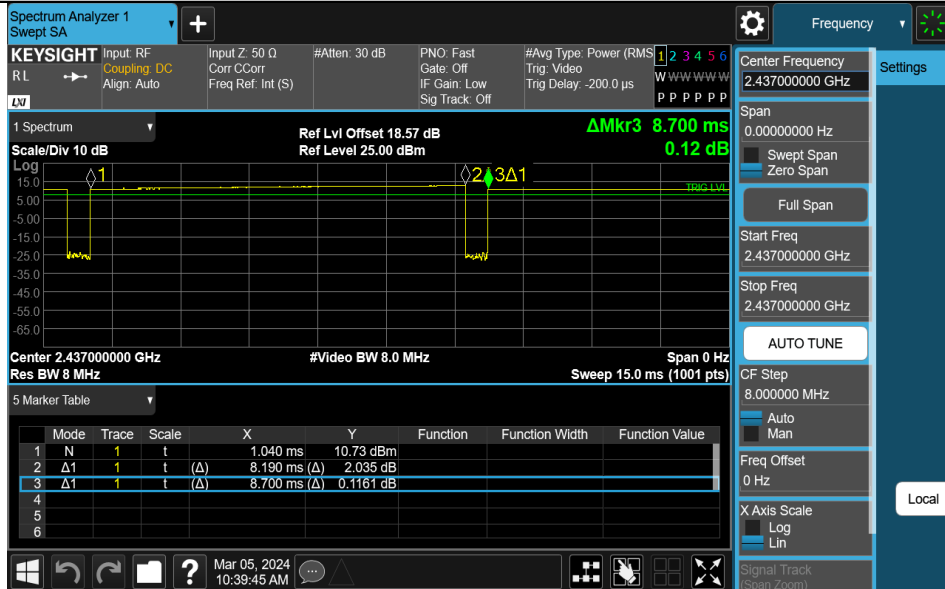 Spectrum Analyzer 1
Swept SA
+
Frequency
KEYSIGHT
RL
LXI
Input: RF
Coupling: DC
Align: Auto
Input Z: 50 Ω
Corr CCorr
Freq Ref: Int (S)
#Atten: 30 dB
PNO: Fast
Gate: Off
IF Gain: Low
Sig Track: Off
#Avg Type: Power (RMS
Trig: Video
Trig Delay: -200.0 µs
1 2 3 4 5 6
W W W W W W
P P P P P P
1 Spectrum
Scale/Div 10 dB
Ref Lvl Offset 18.57 dB
Ref Level 25.00 dBm
ΔMkr3 8.700 ms
0.12 dB
Log
15.0
5.00
-5.00
-15.0
-25.0
-35.0
-45.0
-55.0
-65.0
1
2
3Δ1
TRIG LVL
Center 2.437000000 GHz
#Video BW 8.0 MHz
Span 0 Hz
Res BW 8 MHz
Sweep 15.0 ms (1001 pts)
5 Marker Table
Mode Trace Scale X Y Function Function Width Function Value
1 N 1 t 1.040 ms 10.73 dBm
2 Δ1 1 t (Δ) 8.190 ms (Δ) 2.035 dB
3 Δ1 1 t (Δ) 8.700 ms (Δ) 0.1161 dB
4
5
6
?
Mar 05, 2024
10:39:45 AM
Center Frequency
2.437000000 GHz
Span
0.00000000 Hz
Swept Span
Zero Span
Full Span
Start Freq
2.437000000 GHz
Stop Freq
2.437000000 GHz
AUTO TUNE
CF Step
8.000000 MHz
Auto
Man
Freq Offset
0 Hz
X Axis Scale
Log
Lin
Signal Track
(Span Zoom)
Settings
Local